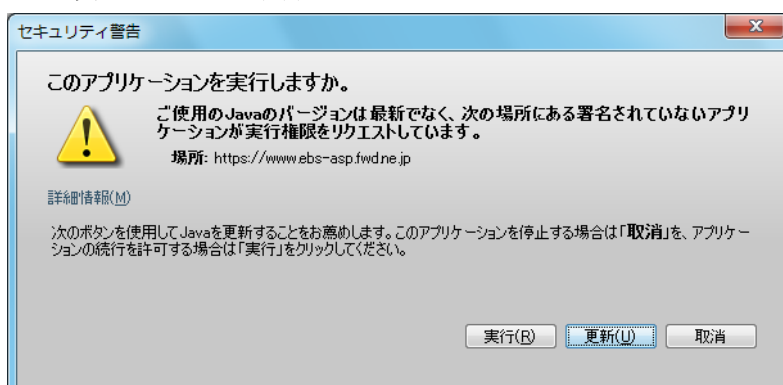 セキュリティ警告
このアプリケーションを実行しますか。
ご使用のJavaのバージョンは最新でなく、次の場所にある署名されていないアプリ
ケーションが実行権限をリクエストしています。
場所: https://www.ebs-asp.fwd.ne.jp
詳細情報(M)
次のボタンを使用してJavaを更新することをお薦めします。このアプリケーションを停止する場合は「取消」を、アプリケー
ションの続行を許可する場合は「実行」をクリックしてください。
実行(R) 更新(U) 取消